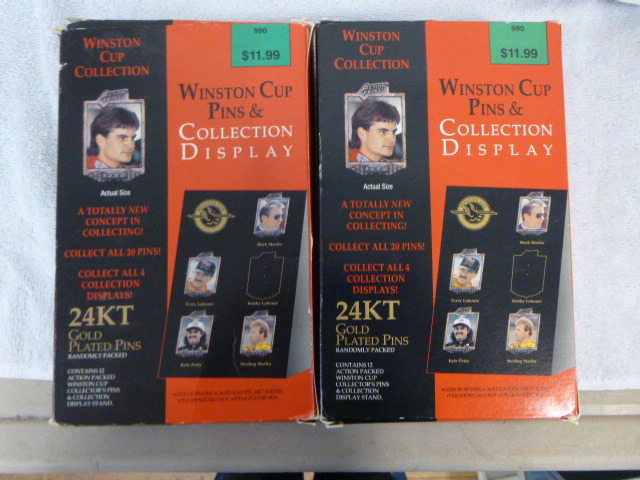 WINSTON
CUP
COLLECTION
990
$11.99
WINSTON CUP
PINS &
COLLECTION
DISPLAY
Actual Size
A TOTALLY NEW
CONCEPT IN
COLLECTING!
COLLECT ALL 20 PINS!
COLLECT ALL 4
COLLECTION
DISPLAYS!
24KT
GOLD
PLATED PINS
RANDOMLY PACKED
CONTAINS 12
ACTION PACKED
WINSTON CUP
COLLECTOR'S PINS
& COLLECTION
DISPLAY STAND.
Mark Martin
Terry Labonte
Bobby Labonte
Kyle Petty
Sterling Marlin
WINSTON
CUP
COLLECTION
990
$11.99
WINSTON CUP
PINS &
COLLECTION
DISPLAY
Actual Size
A TOTALLY NEW
CONCEPT IN
COLLECTING!
COLLECT ALL 20 PINS!
COLLECT ALL 4
COLLECTION
DISPLAYS!
24KT
GOLD
PLATED PINS
RANDOMLY PACKED
CONTAINS 12
ACTION PACKED
WINSTON CUP
COLLECTOR'S PINS
& COLLECTION
DISPLAY STAND.
Mark Martin
Terry Labonte
Bobby Labonte
Kyle Petty
Sterling Marlin